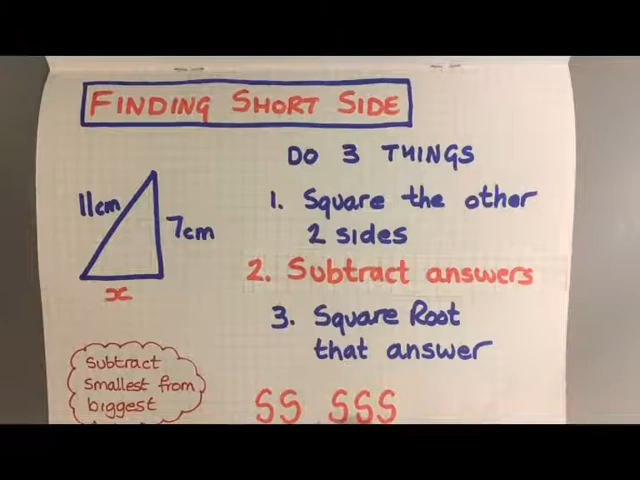 FINDING SHORT SIDE
DO 3 THINGS
11cm
7cm
x
1. Square the other
2 sides
2. Subtract answers
3. Square Root
that answer
subtract
smallest from
biggest
SS SSS